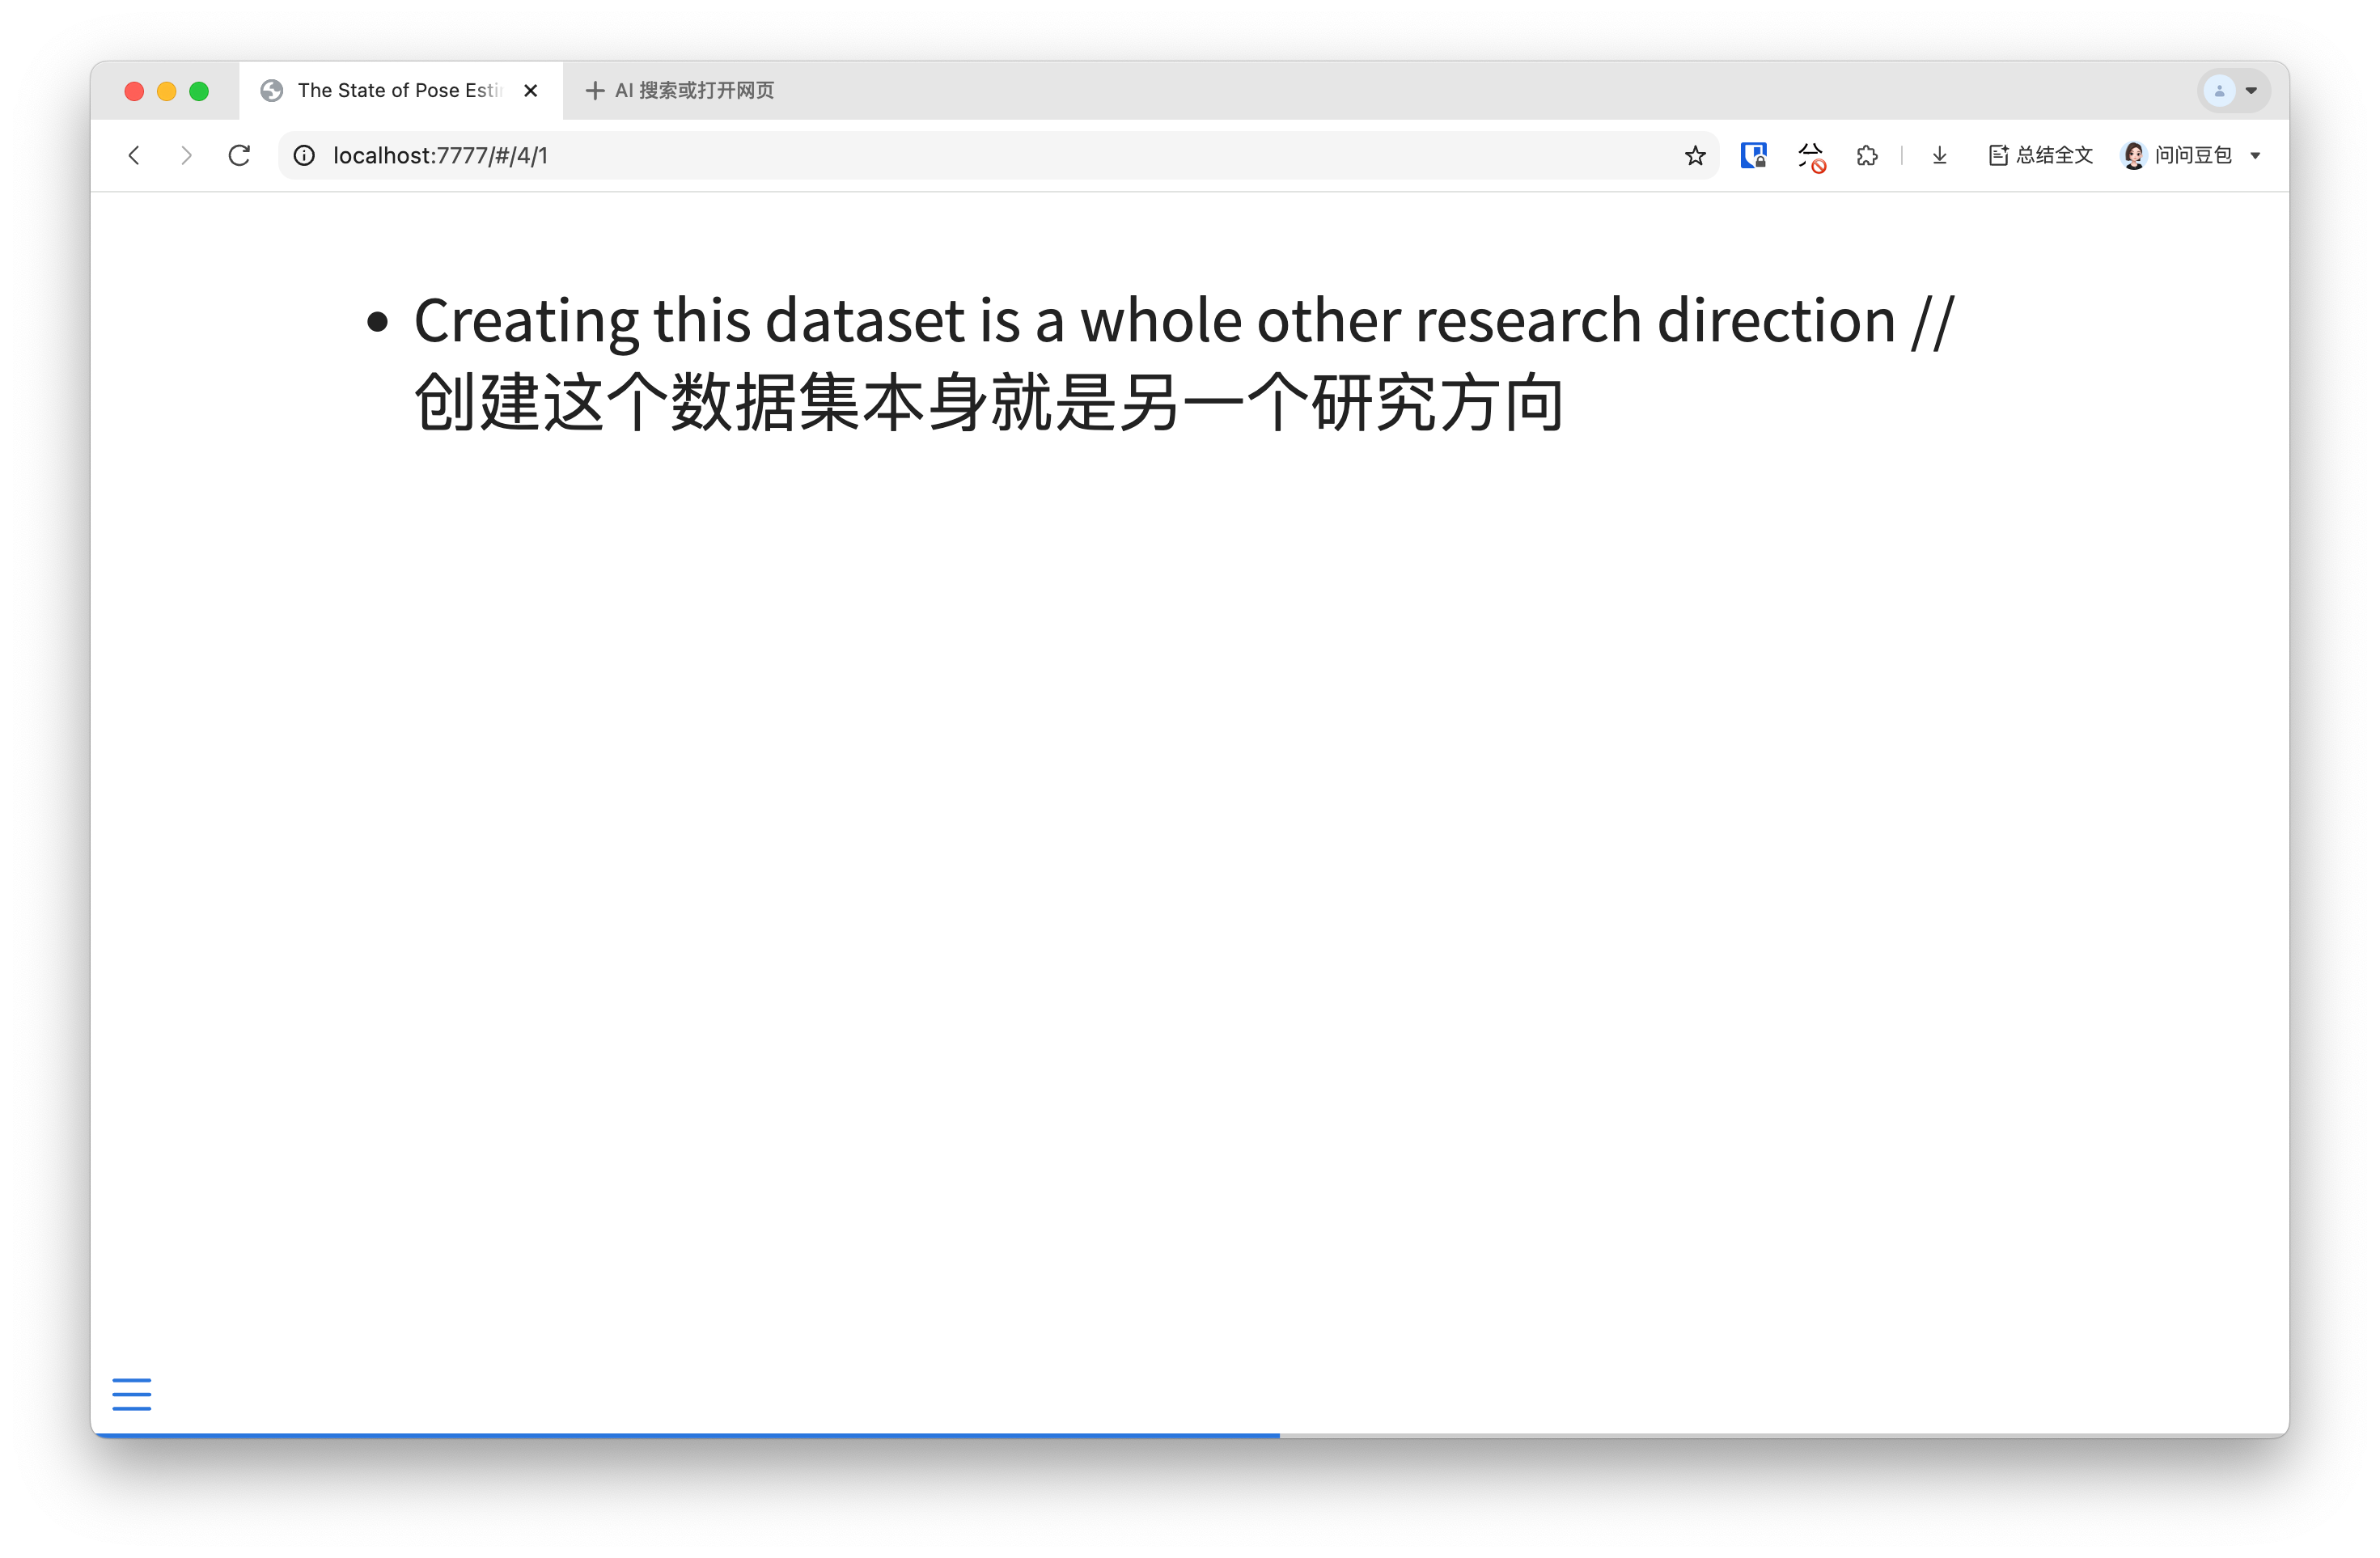 The State of Pose Esti
AI 搜索或打开网页
localhost:7777/#/4/1
总结全文
问问豆包
• Creating this dataset is a whole other research direction //
创建这个数据集本身就是另一个研究方向